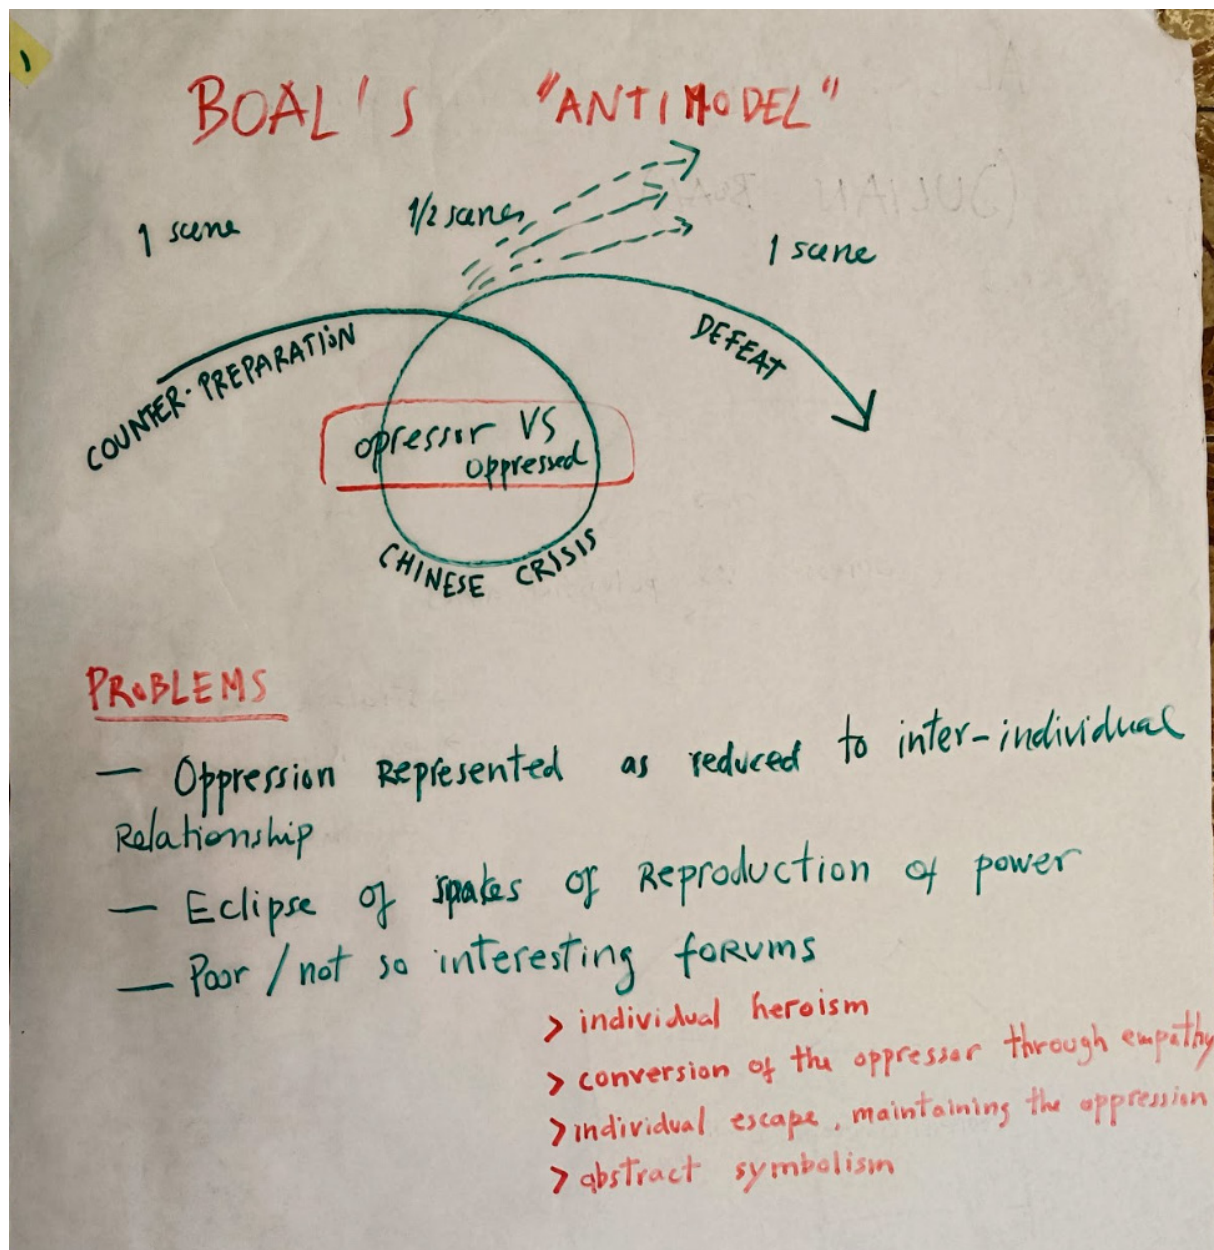 1
BOAL'S "ANTIMODEL"
1 scene
1/2 scenes
1 scene
COUNTER-PREPARATION
DEFEAT
opressor VS
oppressed
CHINESE CRISIS
PROBLEMS
— Oppression Represented as reduced to inter-individual
Relationship
— Eclipse of of Reproduction of power
— Poor / not so interesting forums
> individual heroism
> conversion of the oppressor through empathy
> individual escape, maintaining the oppression
> abstract symbolism
(JULIAN BOAL